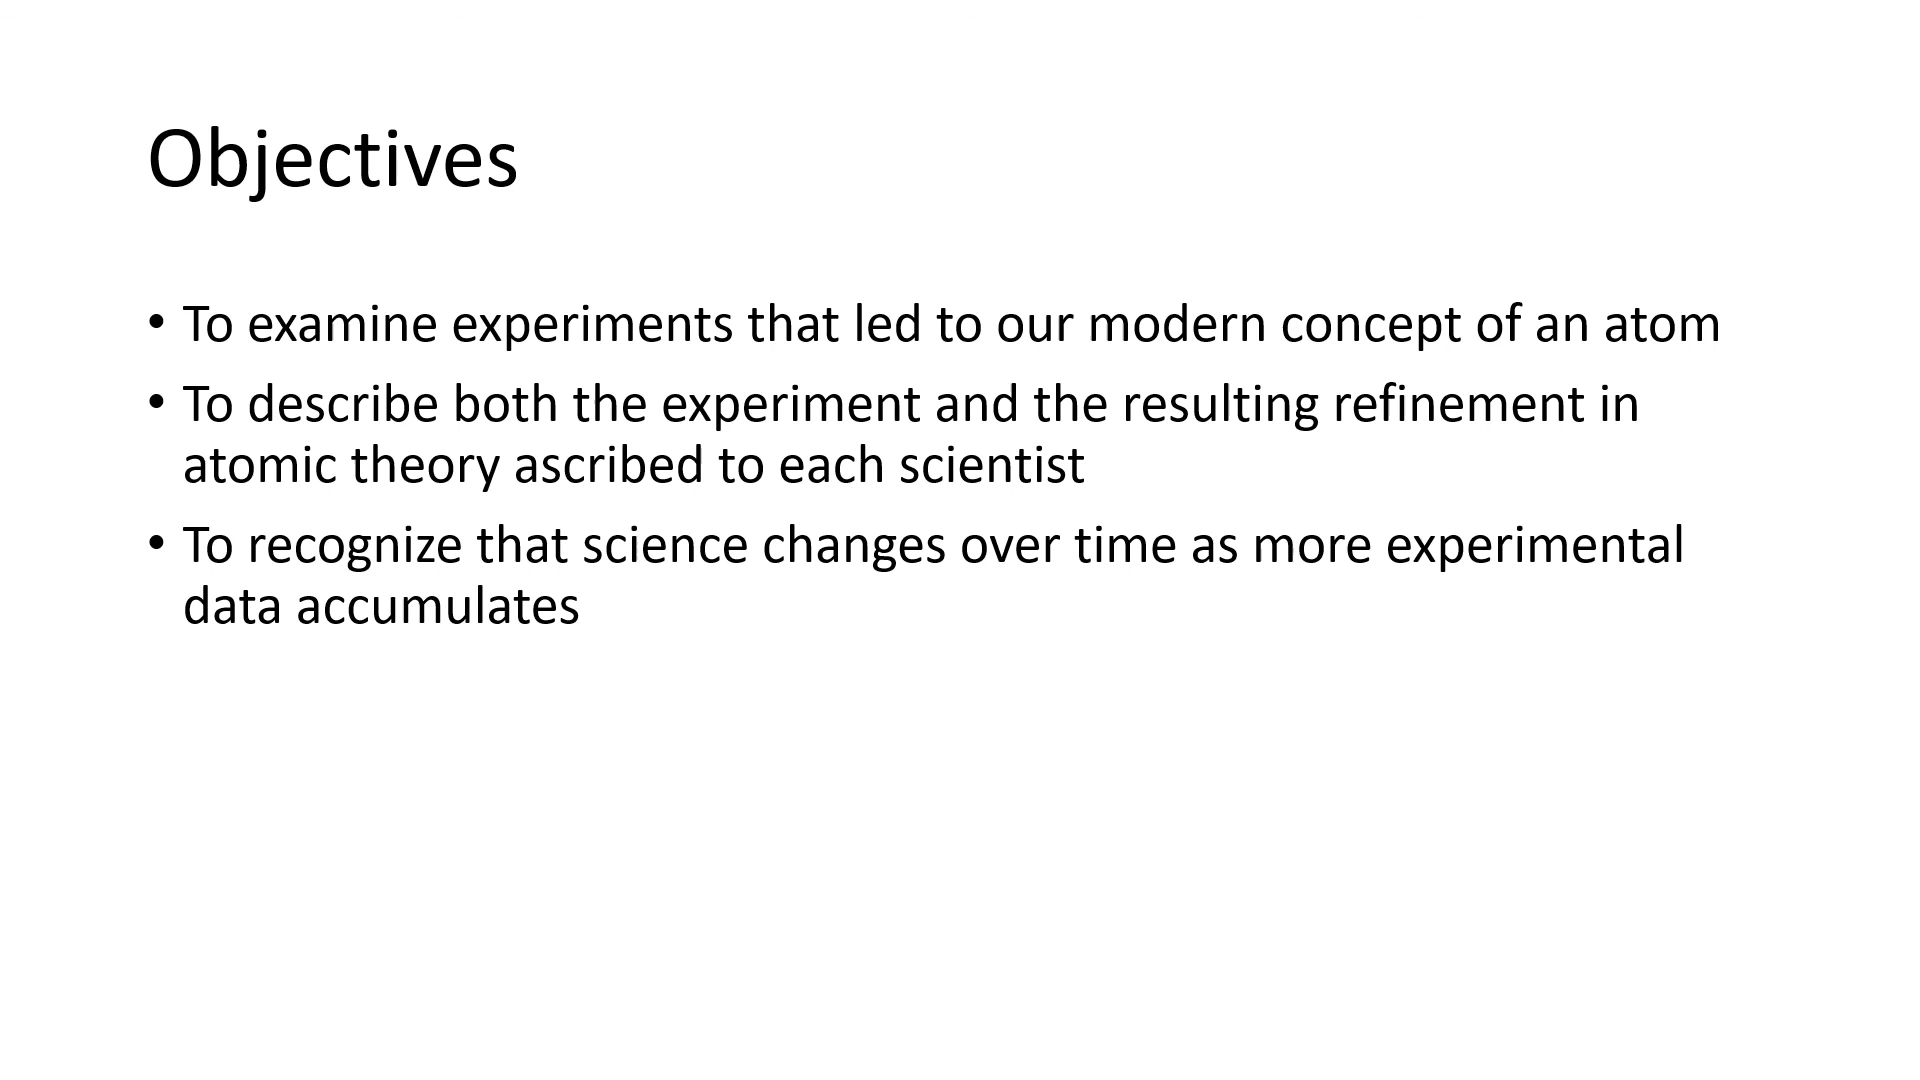 Objectives
• To examine experiments that led to our modern concept of an atom
• To describe both the experiment and the resulting refinement in
atomic theory ascribed to each scientist
• To recognize that science changes over time as more experimental
data accumulates